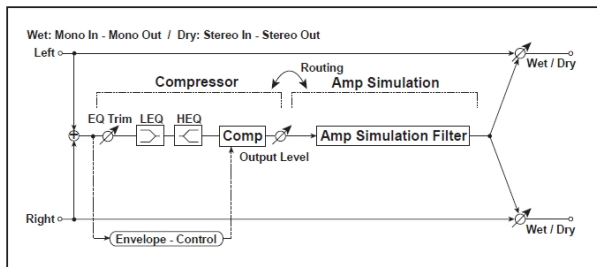 Wet: Mono In - Mono Out / Dry: Stereo In - Stereo Out
Left
Wet / Dry
Routing
Compressor
Amp Simulation
EQ Trim
LEQ
HEQ
Comp
Output Level
Amp Simulation Filter
Right
Wet / Dry
Envelope - Control